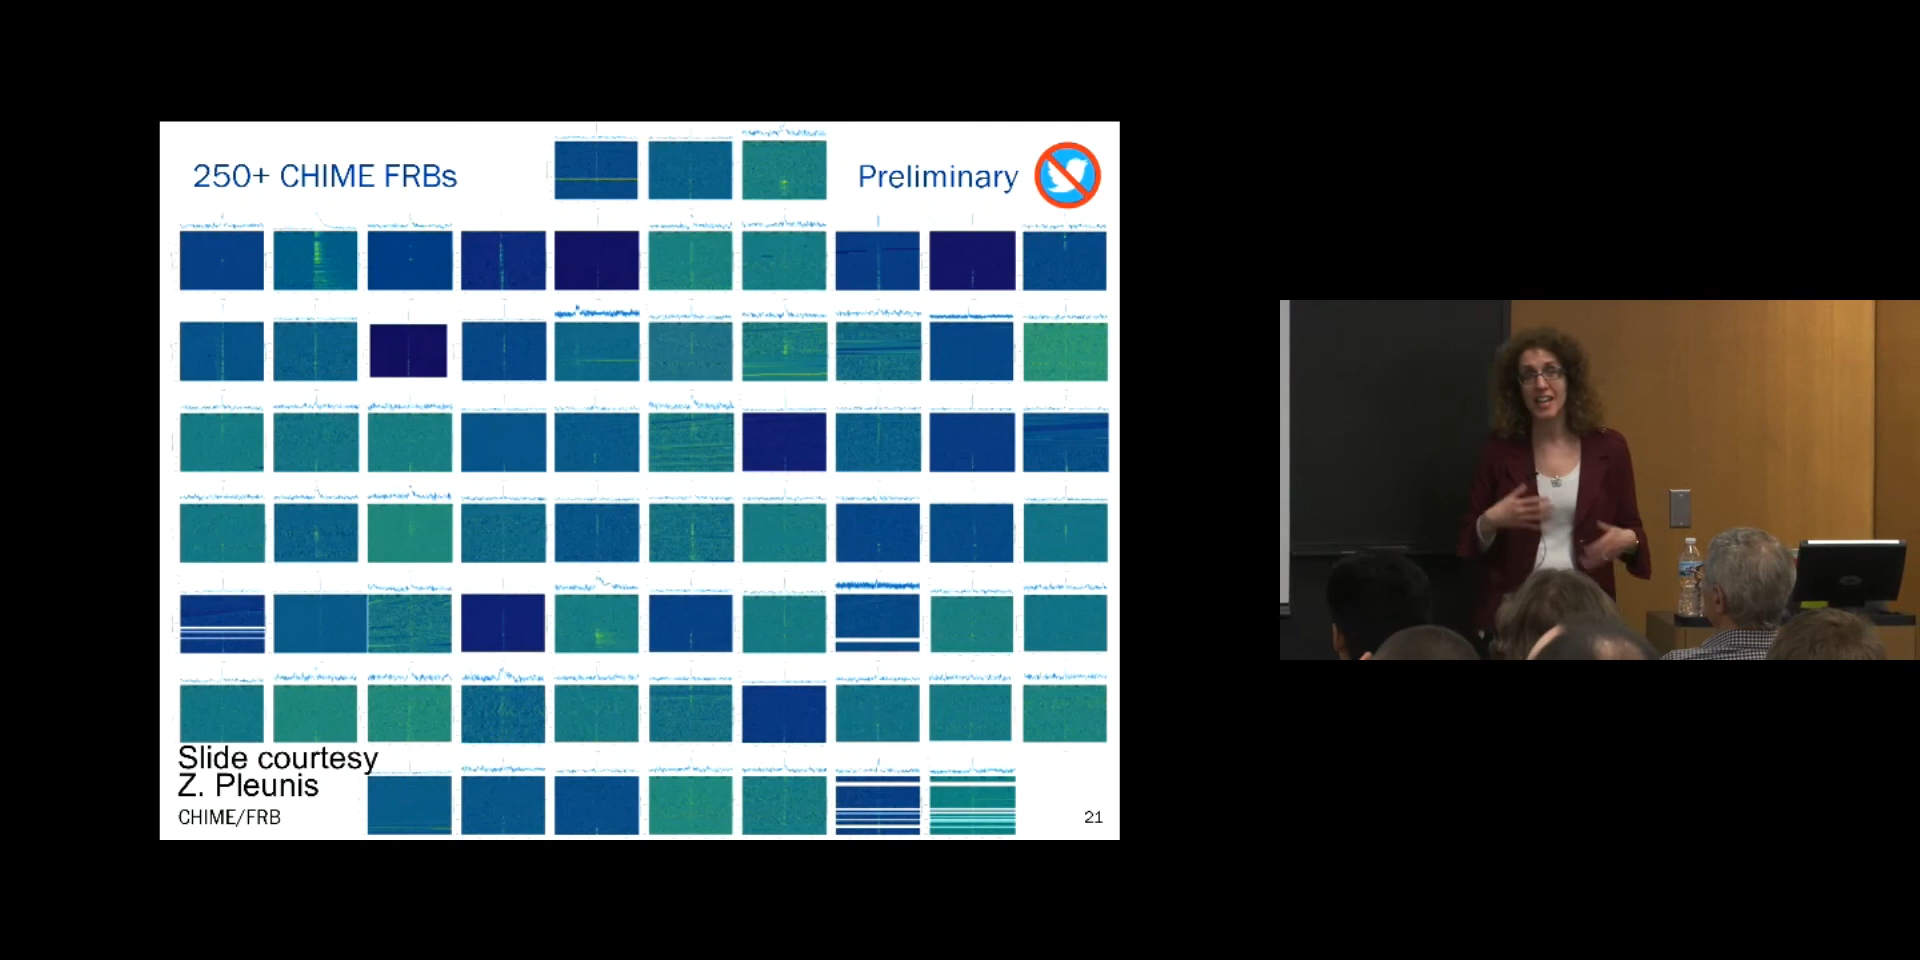 250+ CHIME FRBs
Preliminary
Slide courtesy
Z. Pleunis
CHIME/FRB
21